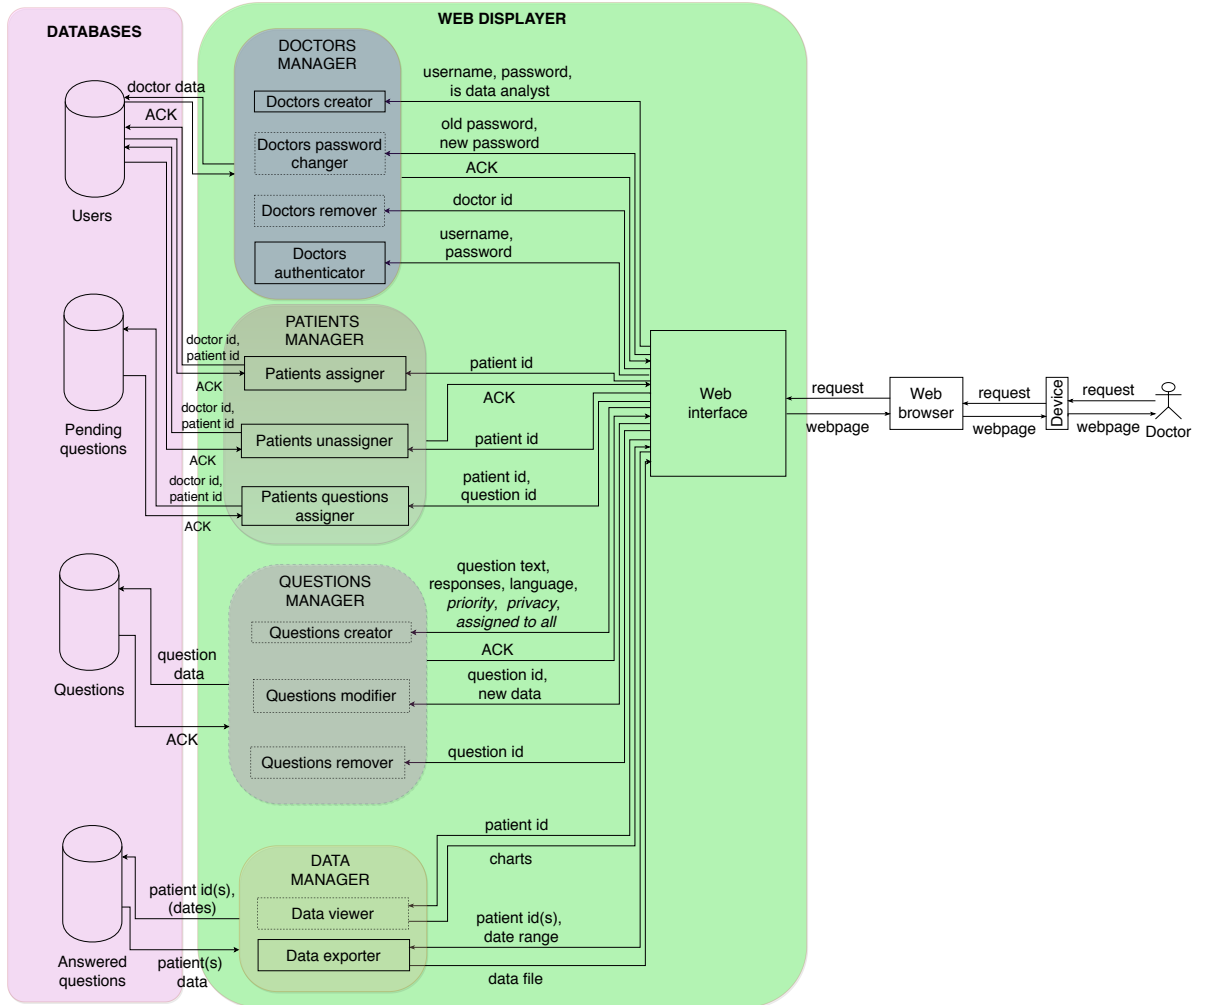 DATABASES
WEB DISPLAYER
DOCTORS
MANAGER
doctor data
ACK
Users
Doctors creator
Doctors password
changer
Doctors remover
Doctors
authenticator
username, password,
is data analyst
old password,
new password
ACK
doctor id
username,
password
PATIENTS
MANAGER
doctor id,
patient id
Patients assigner
ACK
doctor id,
patient id
Patients unassigner
ACK
doctor id,
patient id
Patients questions
assigner
ACK
Pending
questions
patient id
ACK
patient id
patient id,
question id
Web
interface
request
webpage
Web
browser
request
webpage
Device
request
webpage
Doctor
QUESTIONS
MANAGER
Questions creator
Questions modifier
Questions remover
question
data
ACK
Questions
question text,
responses, language,
priority, privacy,
assigned to all
ACK
question id,
new data
question id
DATA
MANAGER
Data viewer
Data exporter
patient id(s),
(dates)
patient(s)
data
Answered
questions
patient id
charts
patient id(s),
date range
data file